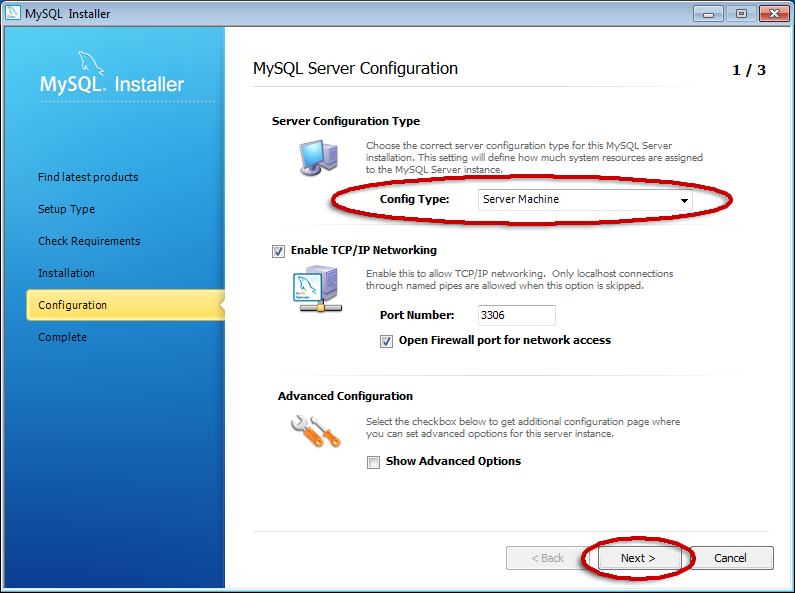 MySQL Installer
MySQL. Installer
Find latest products
Setup Type
Check Requirements
Installation
Configuration
Complete
MySQL Server Configuration
1 / 3
Server Configuration Type
Choose the correct server configuration type for this MySQL Server
installation. This setting will define how much system resources are assigned
to the MySQL Server instance.
Config Type: Server Machine
Enable TCP/IP Networking
Enable this to allow TCP/IP networking. Only localhost connections
through named pipes are allowed when this option is skipped.
Port Number: 3306
Open Firewall port for network access
Advanced Configuration
Select the checkbox below to get additional configuration page where
you can set advanced opotions for this server instance.
Show Advanced Options
< Back Next > Cancel